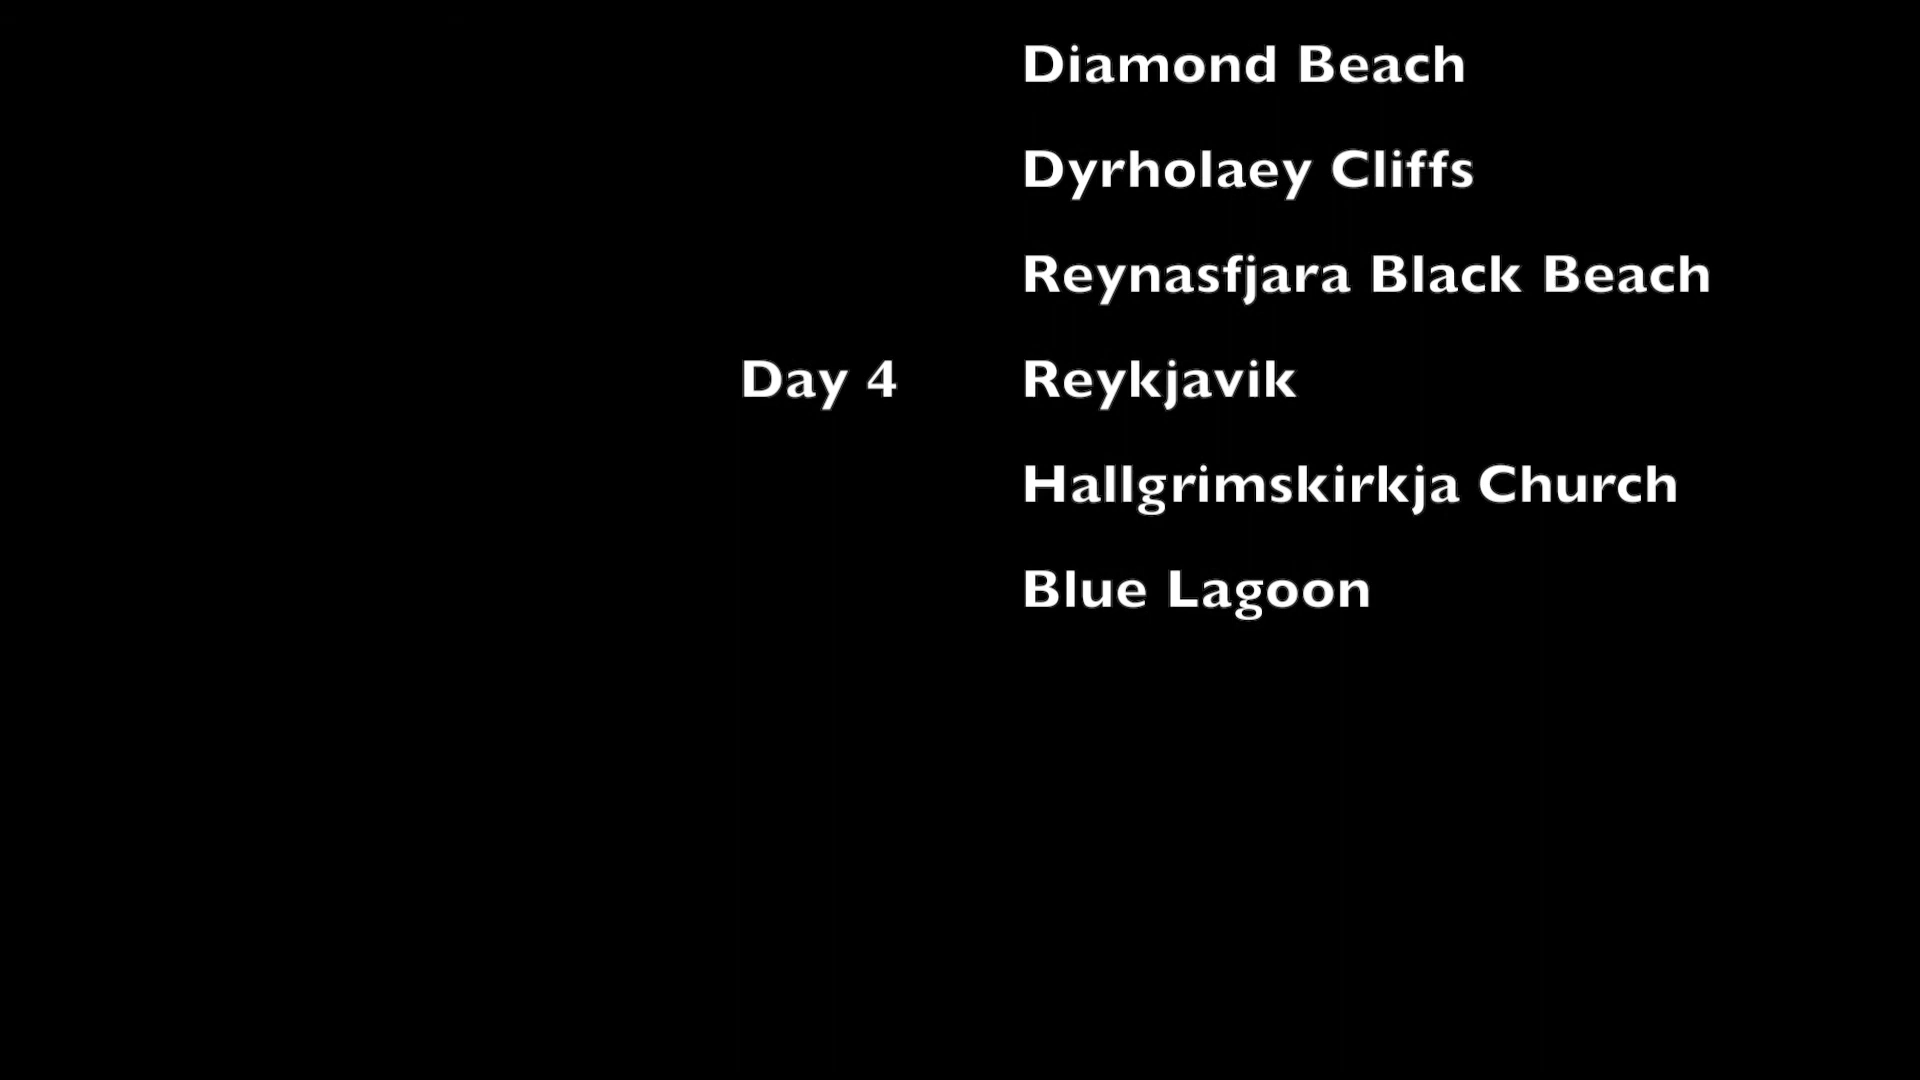 Diamond Beach
Dyrholaey Cliffs
Reynasfjara Black Beach
Day 4 Reykjavik
Hallgrimskirkja Church
Blue Lagoon